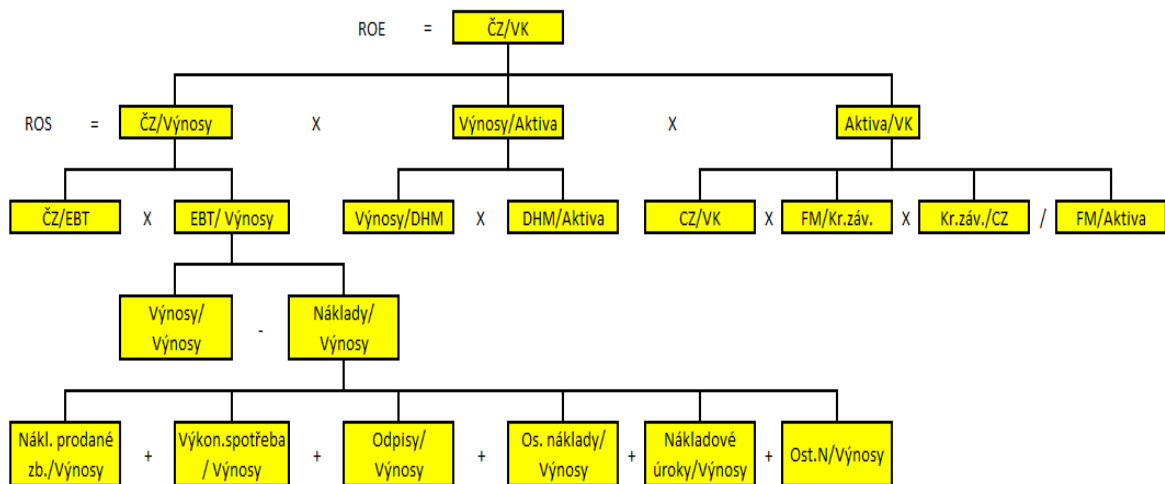 ROE = ČZ/VK
ROS = ČZ/Výnosy X Výnosy/Aktiva X Aktiva/VK
ČZ/EBT X EBT/ Výnosy Výnosy/DHM X DHM/Aktiva CZ/VK X FM/Kr.záv. X Kr.záv./CZ / FM/Aktiva
Výnosy/
Výnosy
-
Náklady/
Výnosy
Nákl. prodané
zb./Výnosy
+
Výkon.spotřeba
/ Výnosy
+
Odpisy/
Výnosy
+
Os. náklady/
Výnosy
+
Nákladové
úroky/Výnosy
+
Ost.N/Výnosy